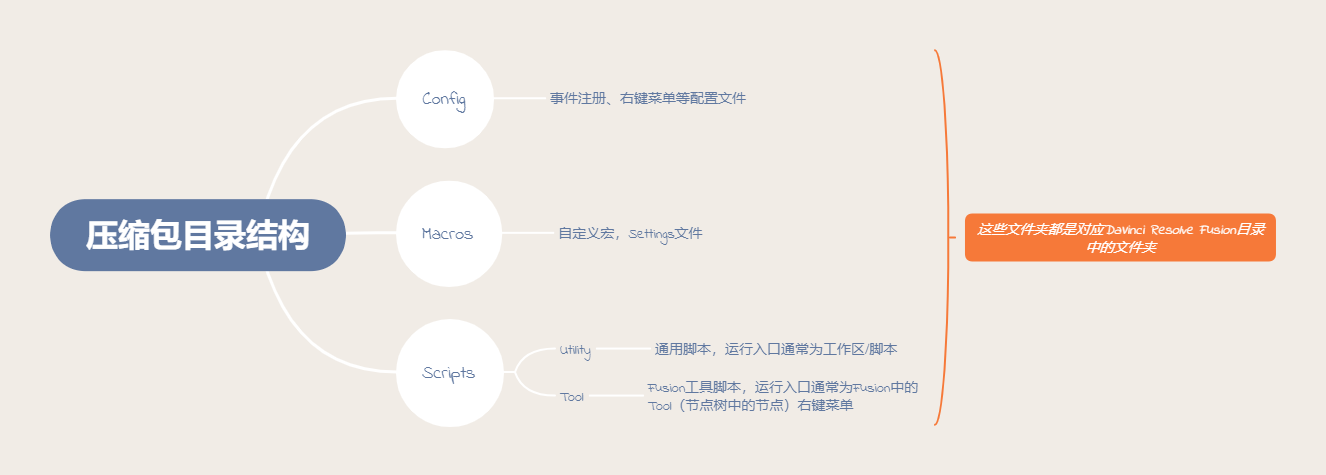 压缩包目录结构
Config
事件注册、右键菜单等配置文件
Macros
自定义宏，Settings文件
Scripts
Utility
通用脚本，运行入口通常为工作区/脚本
Tool
Fusion工具脚本，运行入口通常为Fusion中的
Tool（节点树中的节点）右键菜单
这些文件夹都是对应DaVinci Resolve Fusion目录
中的文件夹